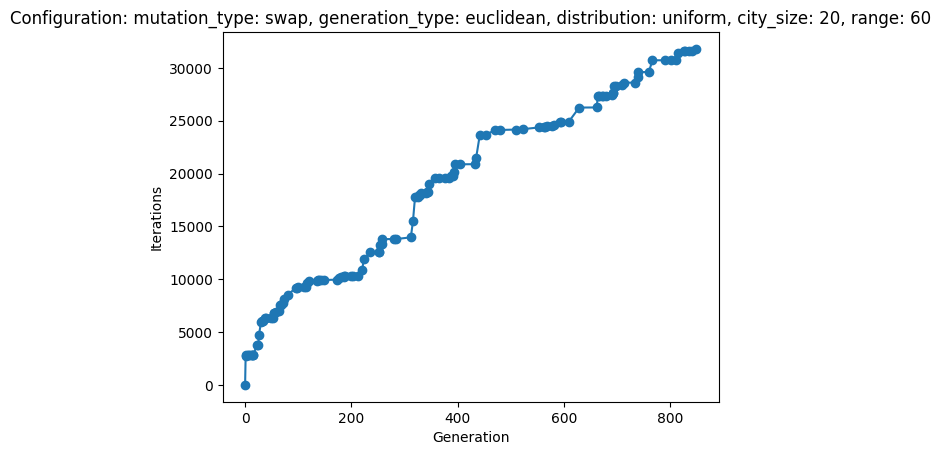 Configuration: mutation_type: swap, generation_type: euclidean, distribution: uniform, city_size: 20, range: 60
30000
25000
20000
15000
10000
5000
0
Iterations
0 200 400 600 800
Generation